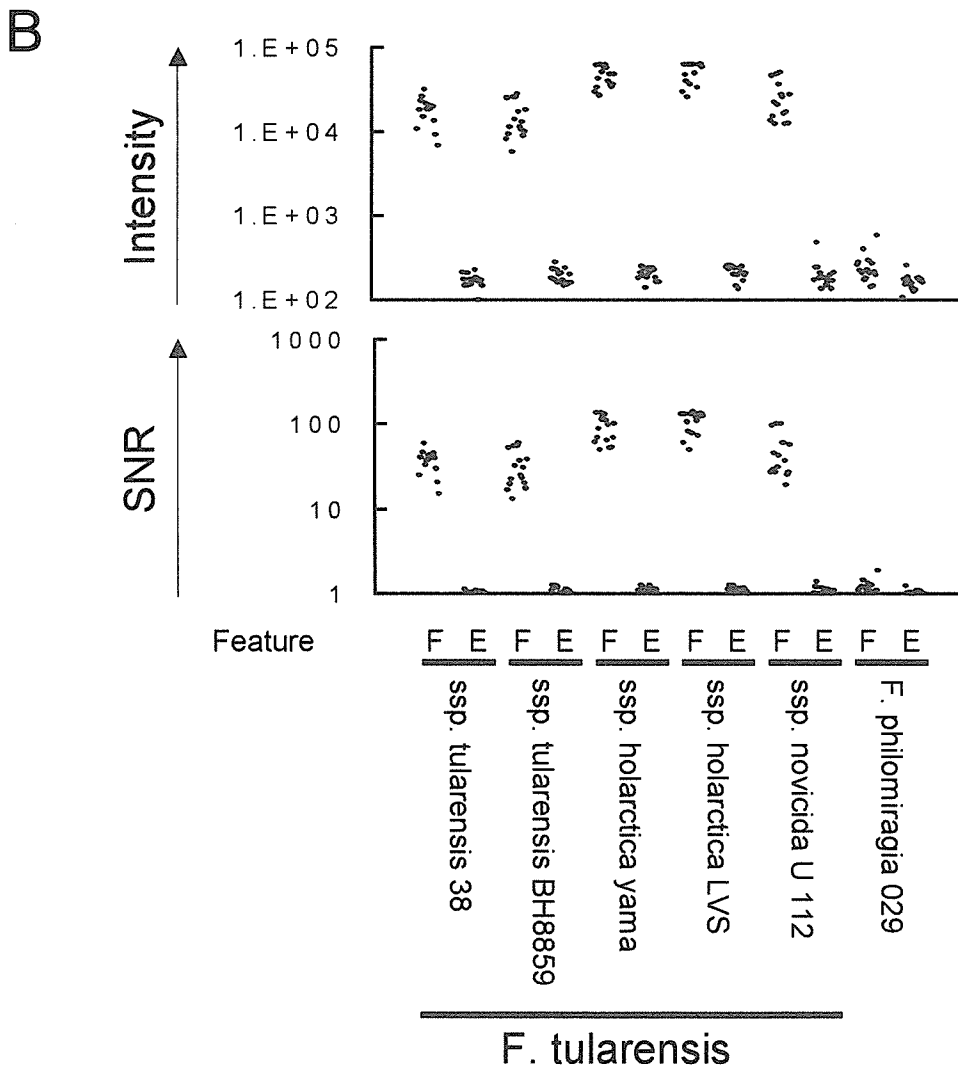 B
Intensity
1.E+05
1.E+04
1.E+03
1.E+02
SNR
1000
100
10
1
Feature F E F E F E F E F E F E
ssp. tularensis 38
ssp. tularensis BH8859
ssp. holarctica yama
ssp. holarctica LVS
ssp. novicida U 112
F. philomiragia 029
F. tularensis